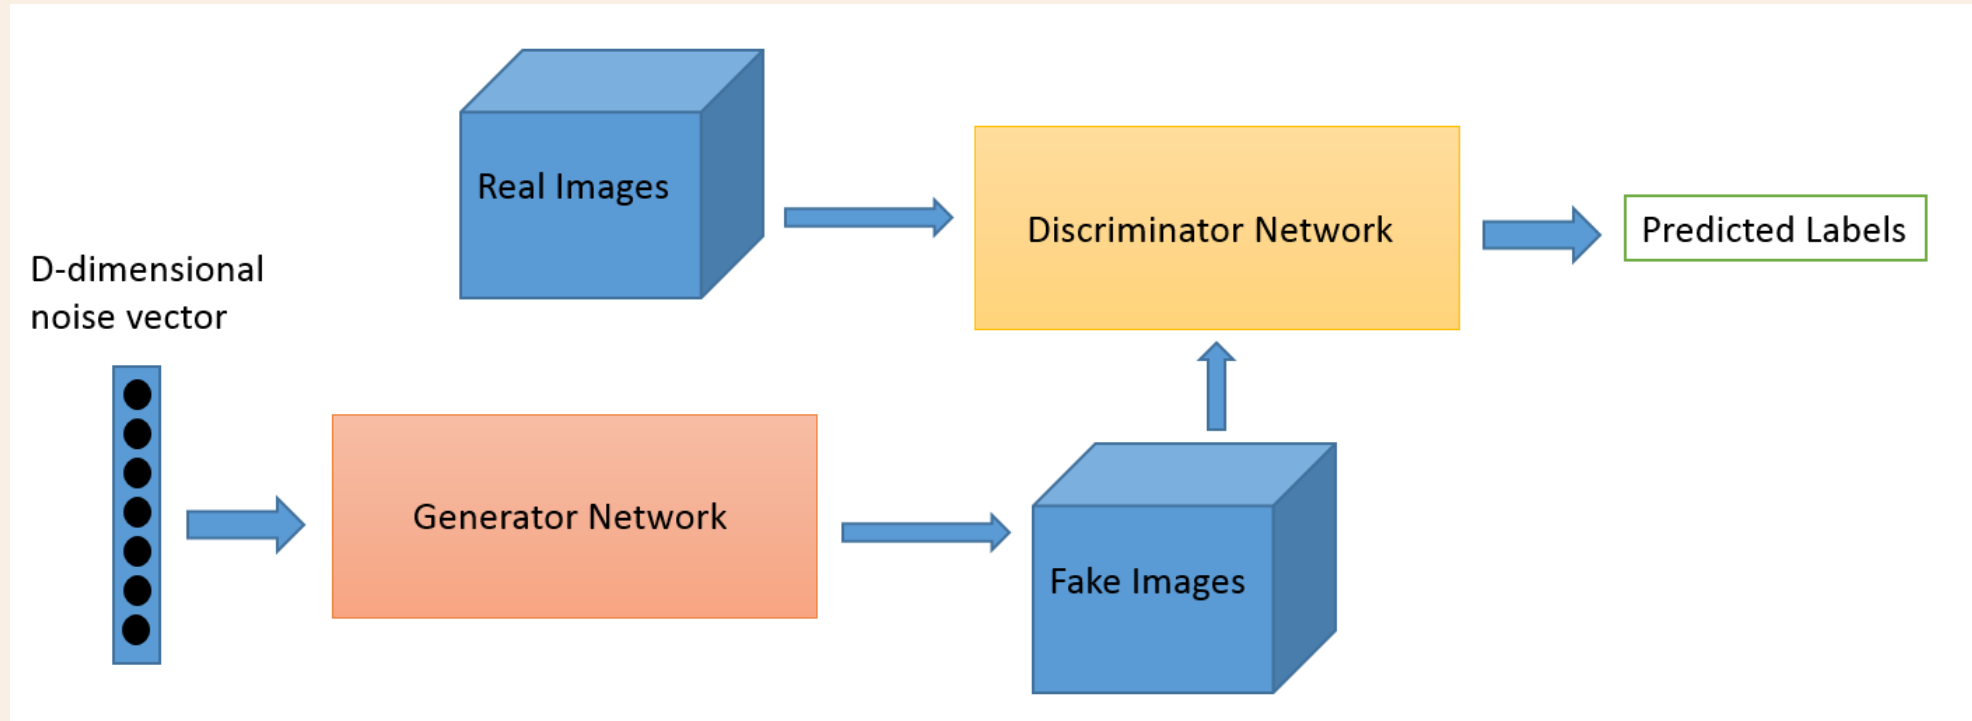 Real Images
Discriminator Network
Predicted Labels
D-dimensional
noise vector
Generator Network
Fake Images